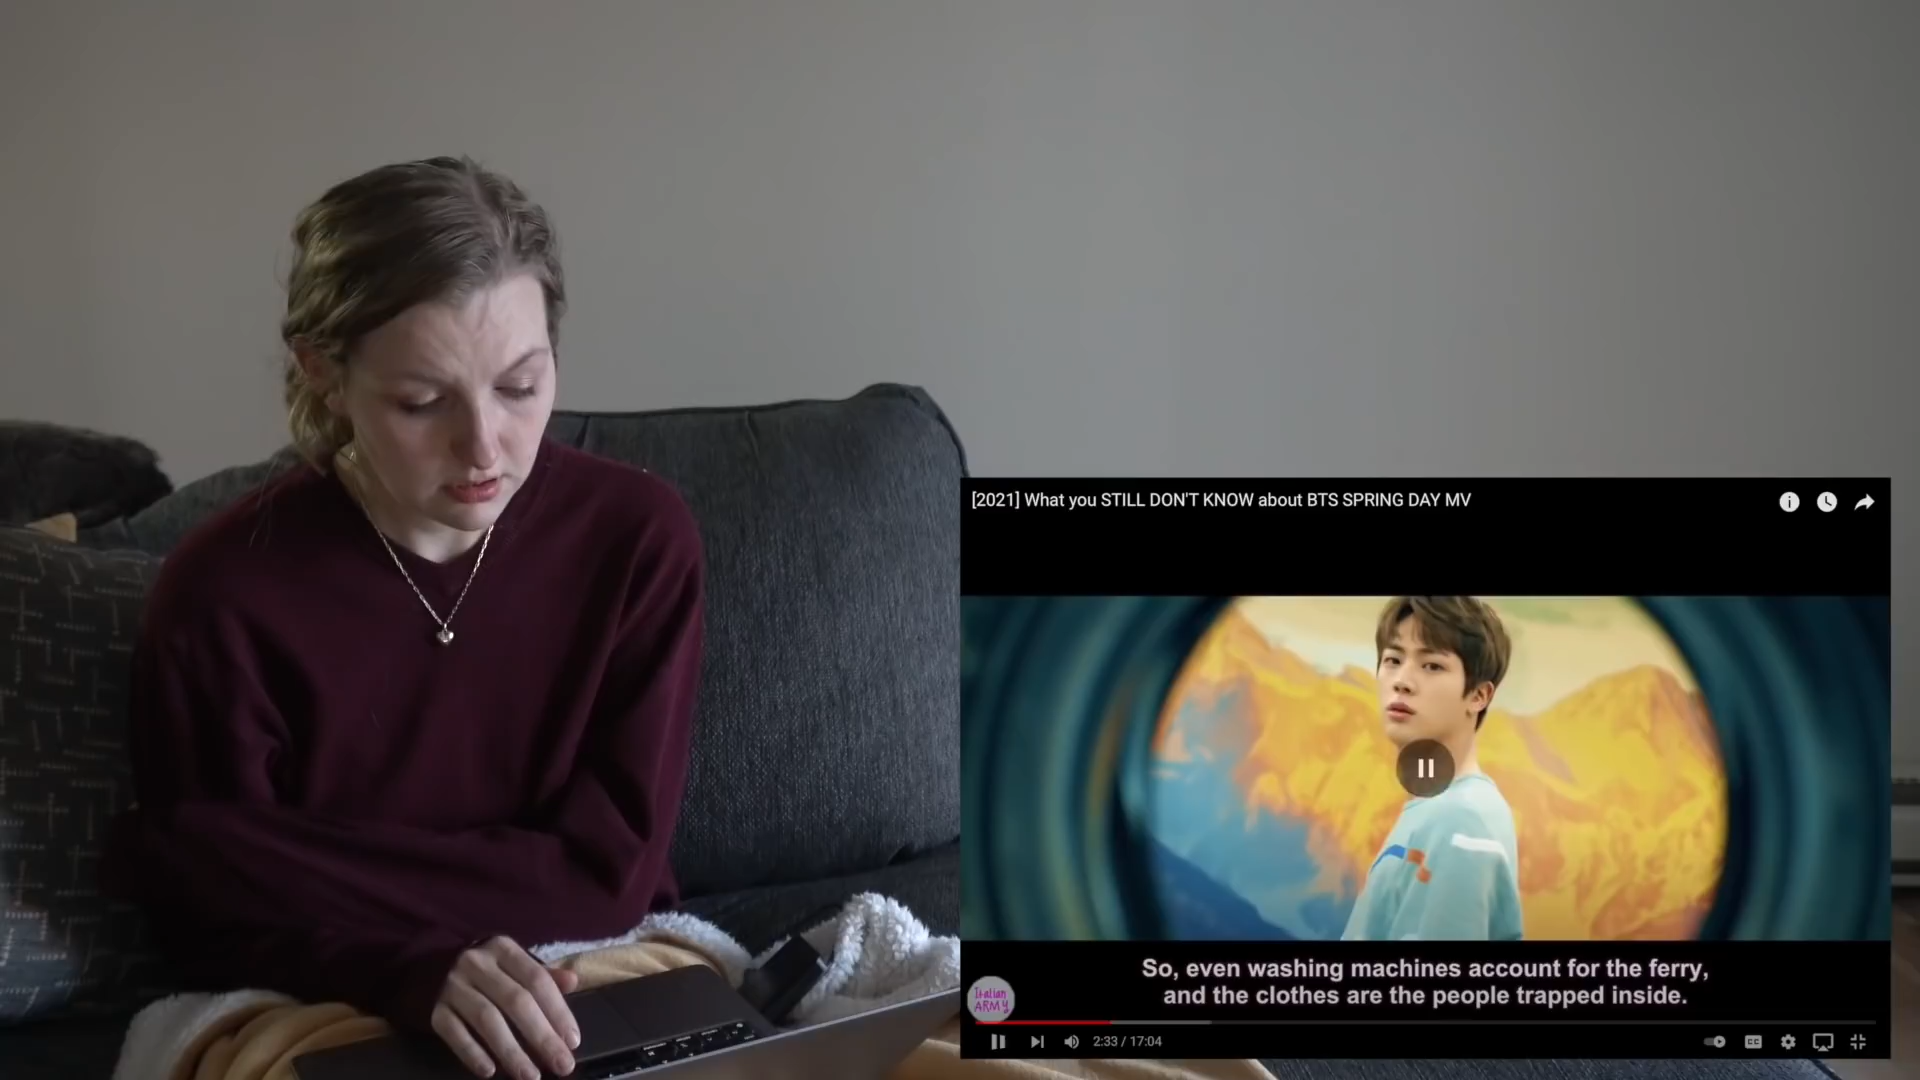 [2021] What you STILL DON'T KNOW about BTS SPRING DAY MV
So, even washing machines account for the ferry,
and the clothes are the people trapped inside.
Italian
ARMY
2:33 / 17:04
CC